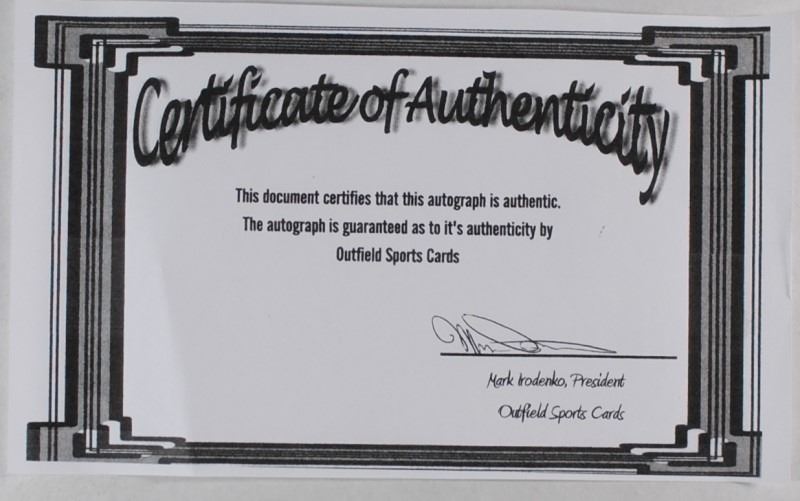 Certificate of Authenticity
This document certifies that this autograph is authentic.
The autograph is guaranteed as to it's authenticity by
Outfield Sports Cards
Mark Irodenko, President
Outfield Sports Cards